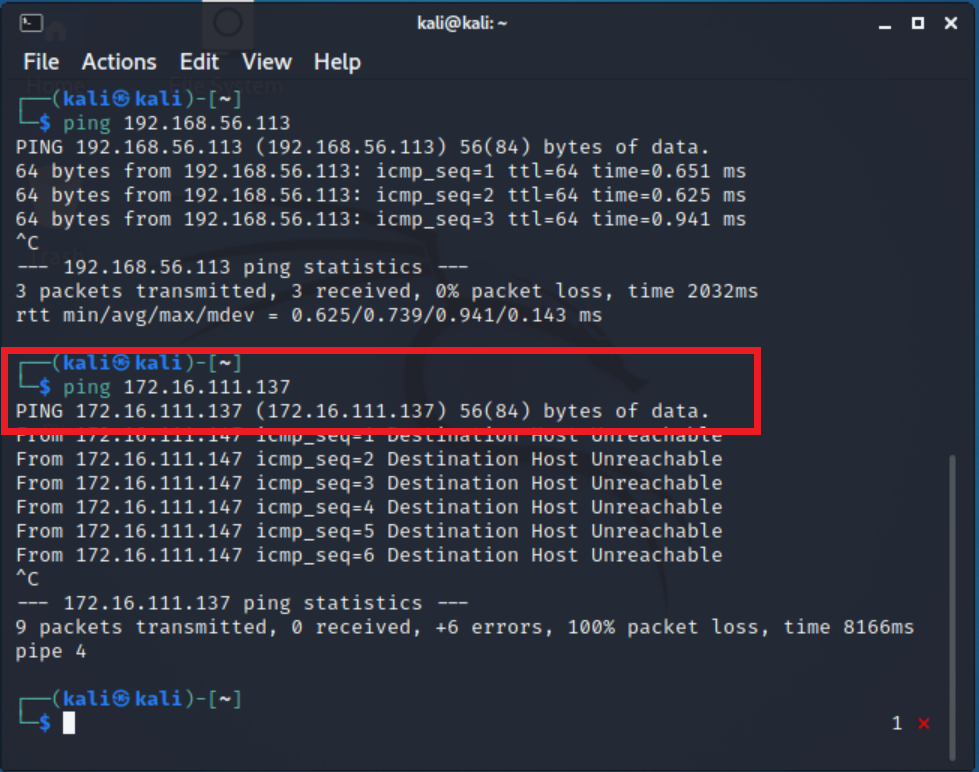 kali@kali: ~
File Actions Edit View Help
┌──(kali㉿kali)-[~]
└─$ ping 192.168.56.113
PING 192.168.56.113 (192.168.56.113) 56(84) bytes of data.
64 bytes from 192.168.56.113: icmp_seq=1 ttl=64 time=0.651 ms
64 bytes from 192.168.56.113: icmp_seq=2 ttl=64 time=0.625 ms
64 bytes from 192.168.56.113: icmp_seq=3 ttl=64 time=0.941 ms
^C
--- 192.168.56.113 ping statistics ---
3 packets transmitted, 3 received, 0% packet loss, time 2032ms
rtt min/avg/max/mdev = 0.625/0.739/0.941/0.143 ms
┌──(kali㉿kali)-[~]
└─$ ping 172.16.111.137
PING 172.16.111.137 (172.16.111.137) 56(84) bytes of data.
From 172.16.111.147 icmp_seq=1 Destination Host Unreachable
From 172.16.111.147 icmp_seq=2 Destination Host Unreachable
From 172.16.111.147 icmp_seq=3 Destination Host Unreachable
From 172.16.111.147 icmp_seq=4 Destination Host Unreachable
From 172.16.111.147 icmp_seq=5 Destination Host Unreachable
From 172.16.111.147 icmp_seq=6 Destination Host Unreachable
^C
--- 172.16.111.137 ping statistics ---
9 packets transmitted, 0 received, +6 errors, 100% packet loss, time 8166ms
pipe 4
┌──(kali㉿kali)-[~]
└─$ 1 ⨯